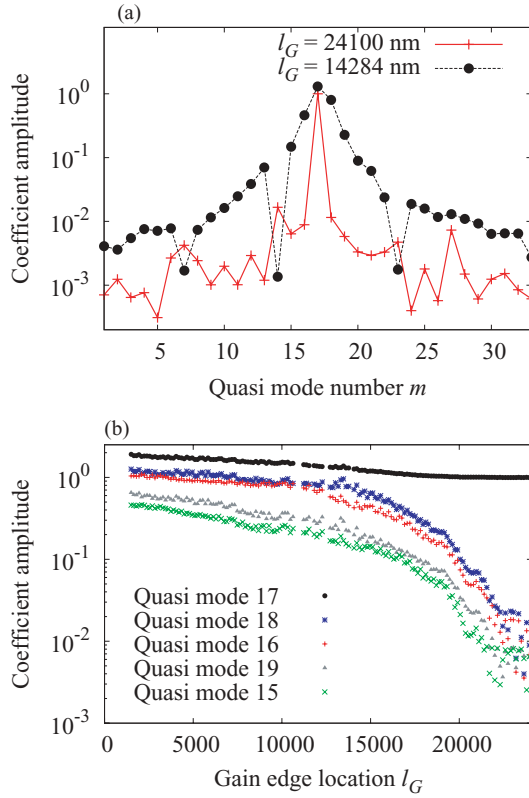 (a)
l_G = 24100 nm
l_G = 14284 nm
Coefficient amplitude
10^0
10^-1
10^-2
10^-3
5 10 15 20 25 30
Quasi mode number m
(b)
Coefficient amplitude
10^0
10^-1
10^-2
10^-3
Quasi mode 17
Quasi mode 18
Quasi mode 16
Quasi mode 19
Quasi mode 15
0 5000 10000 15000 20000
Gain edge location l_G